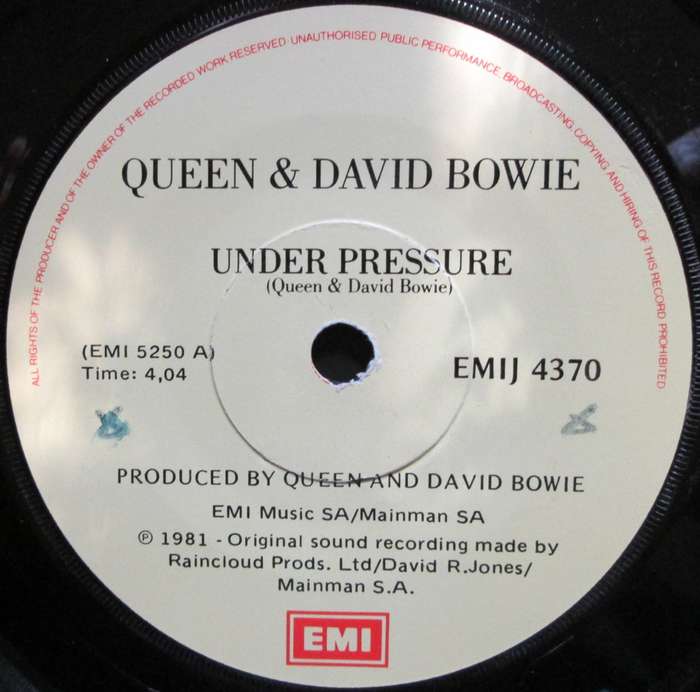 ALL RIGHTS OF THE PRODUCER AND OF THE OWNER OF THE RECORDED WORK RESERVED · UNAUTHORISED PUBLIC PERFORMANCE, BROADCASTING, COPYING AND HIRING OF THIS RECORD PROHIBITED
QUEEN & DAVID BOWIE
UNDER PRESSURE
(Queen & David Bowie)
(EMI 5250 A)
Time: 4,04
EMIJ 4370
PRODUCED BY QUEEN AND DAVID BOWIE
EMI Music SA/Mainman SA
℗ 1981 - Original sound recording made by
Raincloud Prods. Ltd/David R.Jones/
Mainman S.A.
EMI